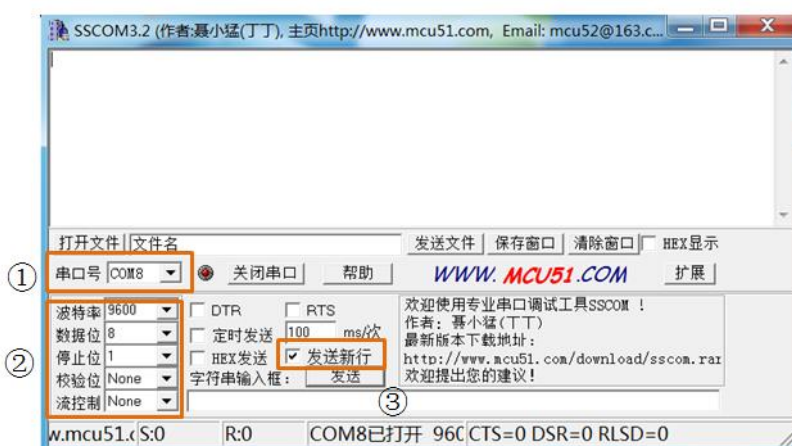 SSCOM3.2 (作者:聂小猛(丁丁), 主页http://www.mcu51.com, Email: mcu52@163.c...
打开文件 文件名 发送文件 保存窗口 清除窗口 HEX显示
① 串口号 COM8 关闭串口 帮助 WWW. MCU51.COM 扩展
波特率 9600 DTR RTS 欢迎使用专业串口调试工具SSCOM !
作者: 聂小猛(丁丁)
数据位 8 定时发送 100 ms/次 最新版本下载地址:
② 停止位 1 HEX发送 发送新行 http://www.mcu51.com/download/sscom.rar
校验位 None 字符串输入框: 发送 欢迎提出您的建议!
流控制 None ③
w.mcu51.c S:0 R:0 COM8已打开 960 CTS=0 DSR=0 RLSD=0